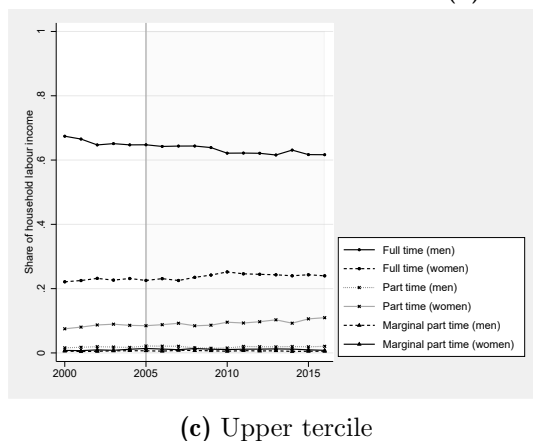 1
.8
.6
.4
.2
0
Share of household labour income
2000 2005 2010 2015
Full time (men)
Full time (women)
Part time (men)
Part time (women)
Marginal part time (men)
Marginal part time (women)
(c) Upper tercile